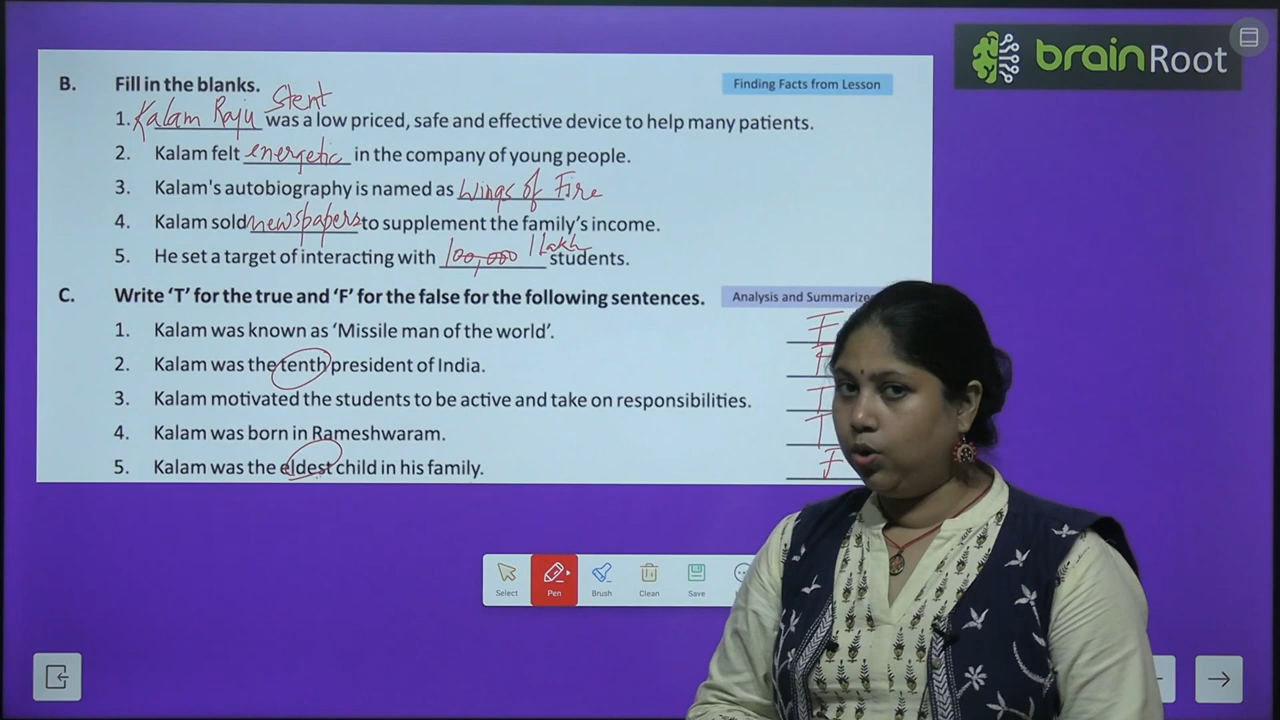 brainRoot
B. Fill in the blanks.
Finding Facts from Lesson
1. Kalam Raju Stent was a low priced, safe and effective device to help many patients.
2. Kalam felt energetic in the company of young people.
3. Kalam's autobiography is named as Wings of Fire
4. Kalam sold newspapers to supplement the family's income.
5. He set a target of interacting with 100,000 1 lakh students.
C. Write 'T' for the true and 'F' for the false for the following sentences.
Analysis and Summarize
1. Kalam was known as 'Missile man of the world'. F
2. Kalam was the tenth president of India. F
3. Kalam motivated the students to be active and take on responsibilities. T
4. Kalam was born in Rameshwaram. T
5. Kalam was the eldest child in his family. F
Select Pen Brush Clean Save